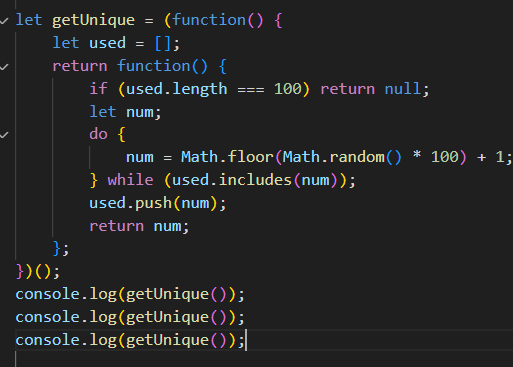 let getUnique = (function() {
    let used = [];
    return function() {
        if (used.length === 100) return null;
        let num;
        do {
            num = Math.floor(Math.random() * 100) + 1;
        } while (used.includes(num));
        used.push(num);
        return num;
    };
})();
console.log(getUnique());
console.log(getUnique());
console.log(getUnique());